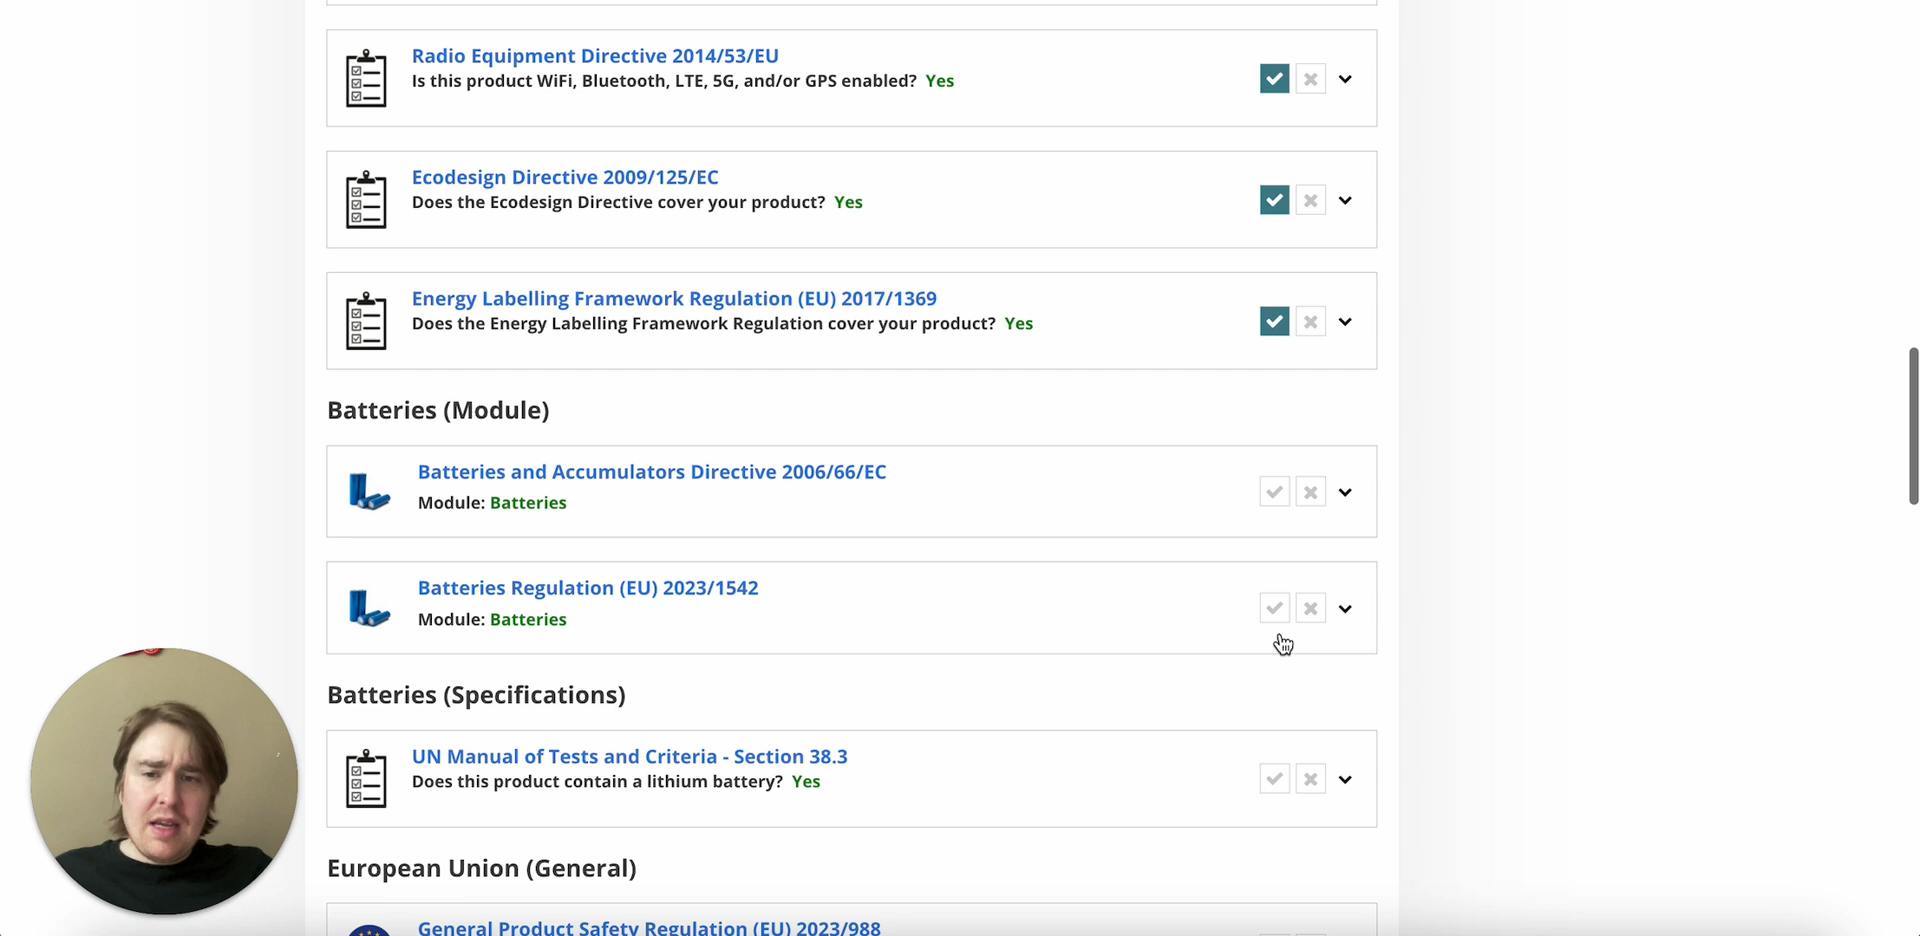 Radio Equipment Directive 2014/53/EU
Is this product WiFi, Bluetooth, LTE, 5G, and/or GPS enabled? Yes
Ecodesign Directive 2009/125/EC
Does the Ecodesign Directive cover your product? Yes
Energy Labelling Framework Regulation (EU) 2017/1369
Does the Energy Labelling Framework Regulation cover your product? Yes
Batteries (Module)
Batteries and Accumulators Directive 2006/66/EC
Module: Batteries
Batteries Regulation (EU) 2023/1542
Module: Batteries
Batteries (Specifications)
UN Manual of Tests and Criteria - Section 38.3
Does this product contain a lithium battery? Yes
European Union (General)
General Product Safety Regulation (EU) 2023/988